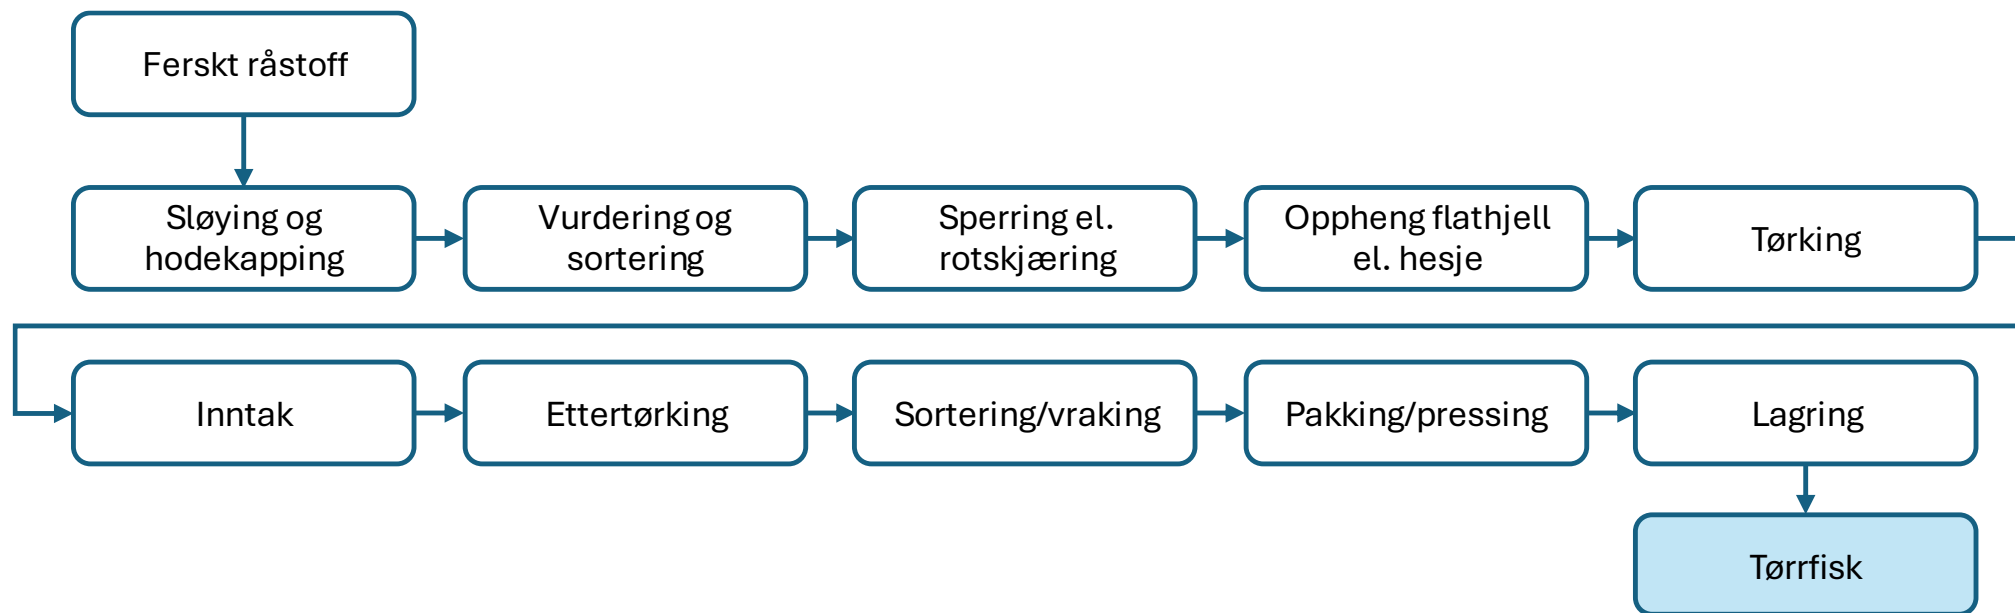 Ferskt råstoff
Sløying og
hodekapping
Vurdering og
sortering
Sperring el.
rotskjæring
Oppheng flathjell
el. hesje
Tørking
Inntak
Ettertørking
Sortering/vraking
Pakking/pressing
Lagring
Tørrfisk